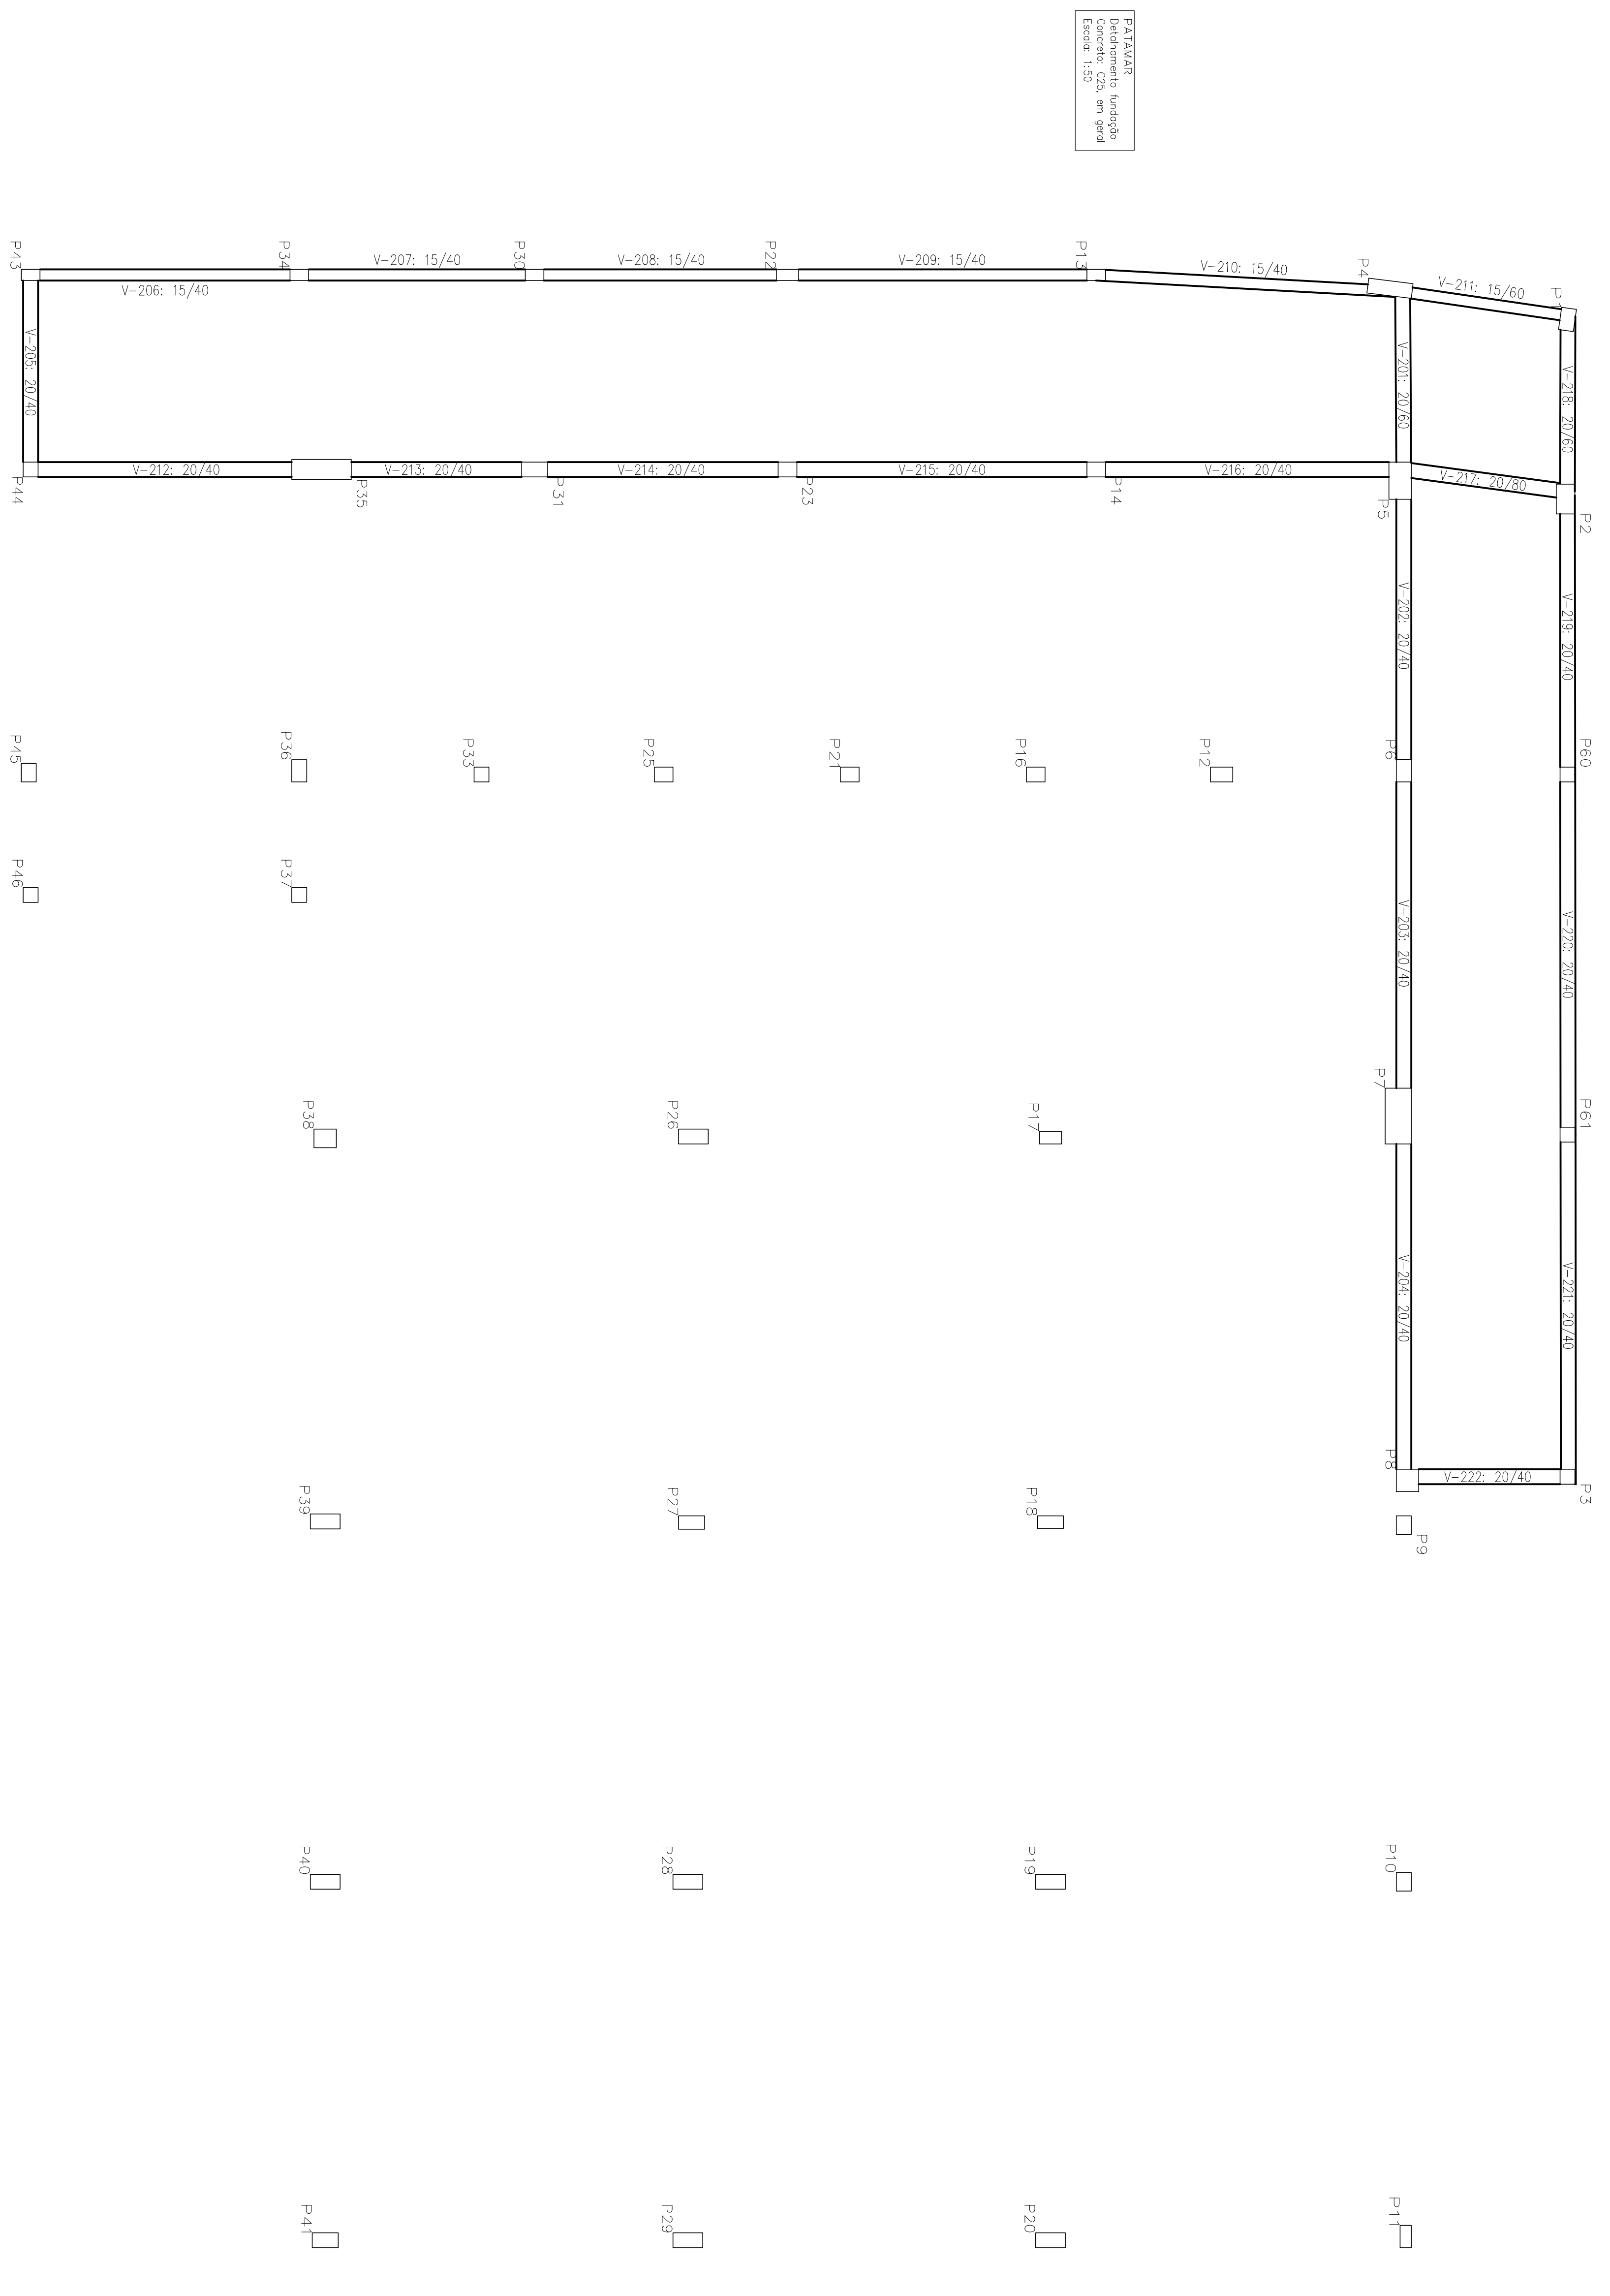 PATAMAR
Detalhamento fundação
Concreto: C25, em geral
Escala: 1:50
P43
P34
V-207: 15/40
P30
V-208: 15/40
P22
V-209: 15/40
P13
V-210: 15/40
P4
V-211: 15/60
P1
V-206: 15/40
V-205: 20/40
V-201: 20/60
V-218: 20/60
V-212: 20/40
V-213: 20/40
V-214: 20/40
V-215: 20/40
V-216: 20/40
V-217: 20/80
P44
P35
P31
P23
P14
P5
P2
V-202: 20/40
V-219: 20/40
P45
P36
P33
P25
P21
P16
P12
P6
P60
P46
P37
V-203: 20/40
V-220: 20/40
P38
P26
P17
P7
P61
V-204: 20/40
V-221: 20/40
P8
V-222: 20/40
P3
P39
P27
P18
P9
P40
P28
P19
P10
P41
P29
P20
P11